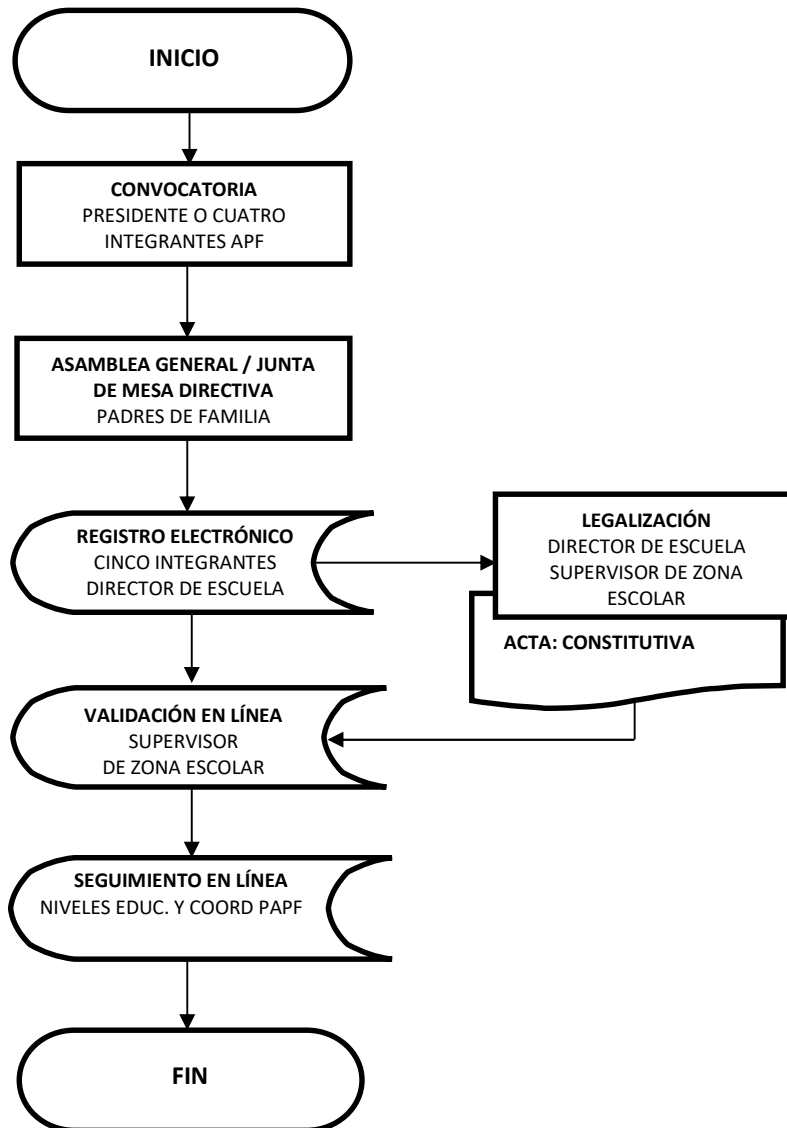 INICIO
CONVOCATORIA
PRESIDENTE O CUATRO
INTEGRANTES APF
ASAMBLEA GENERAL / JUNTA
DE MESA DIRECTIVA
PADRES DE FAMILIA
REGISTRO ELECTRÓNICO
CINCO INTEGRANTES
DIRECTOR DE ESCUELA
LEGALIZACIÓN
DIRECTOR DE ESCUELA
SUPERVISOR DE ZONA
ESCOLAR
ACTA: CONSTITUTIVA
VALIDACIÓN EN LÍNEA
SUPERVISOR
DE ZONA ESCOLAR
SEGUIMIENTO EN LÍNEA
NIVELES EDUC. Y COORD PAPF
FIN